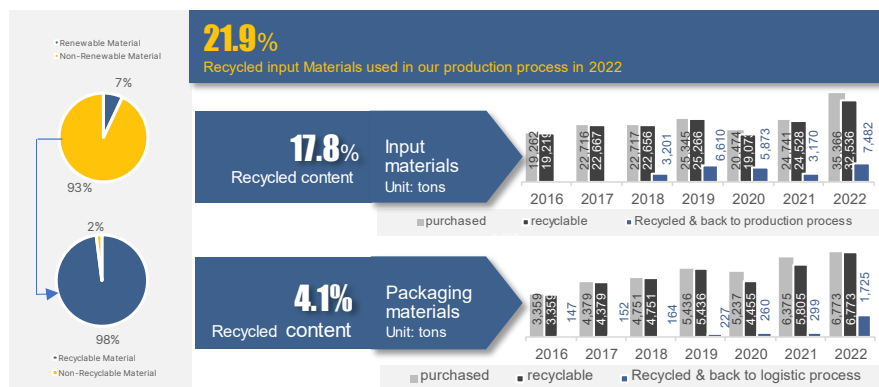 21.9%
Recycled input Materials used in our production process in 2022
Renewable Material
Non-Renewable Material
7%
93%
2%
98%
Recyclable Material
Non-Recyclable Material
17.8%
Recycled content
Input
materials
Unit: tons
19,262 19,219 22,716 22,667 22,717 22,656 3,201 25,345 25,266 6,610 20,474 19,073 5,873 24,741 24,528 3,170 35,366 32,536 7,482
2016 2017 2018 2019 2020 2021 2022
purchased recyclable Recycled & back to production process
4.1%
Recycled content
Packaging
materials
Unit: tons
3,359 3,359 147 4,379 4,379 152 4,751 4,751 164 5,436 5,436 227 5,237 4,455 260 6,375 5,805 299 6,773 6,773 1,725
2016 2017 2018 2019 2020 2021 2022
purchased recyclable Recycled & back to logistic process